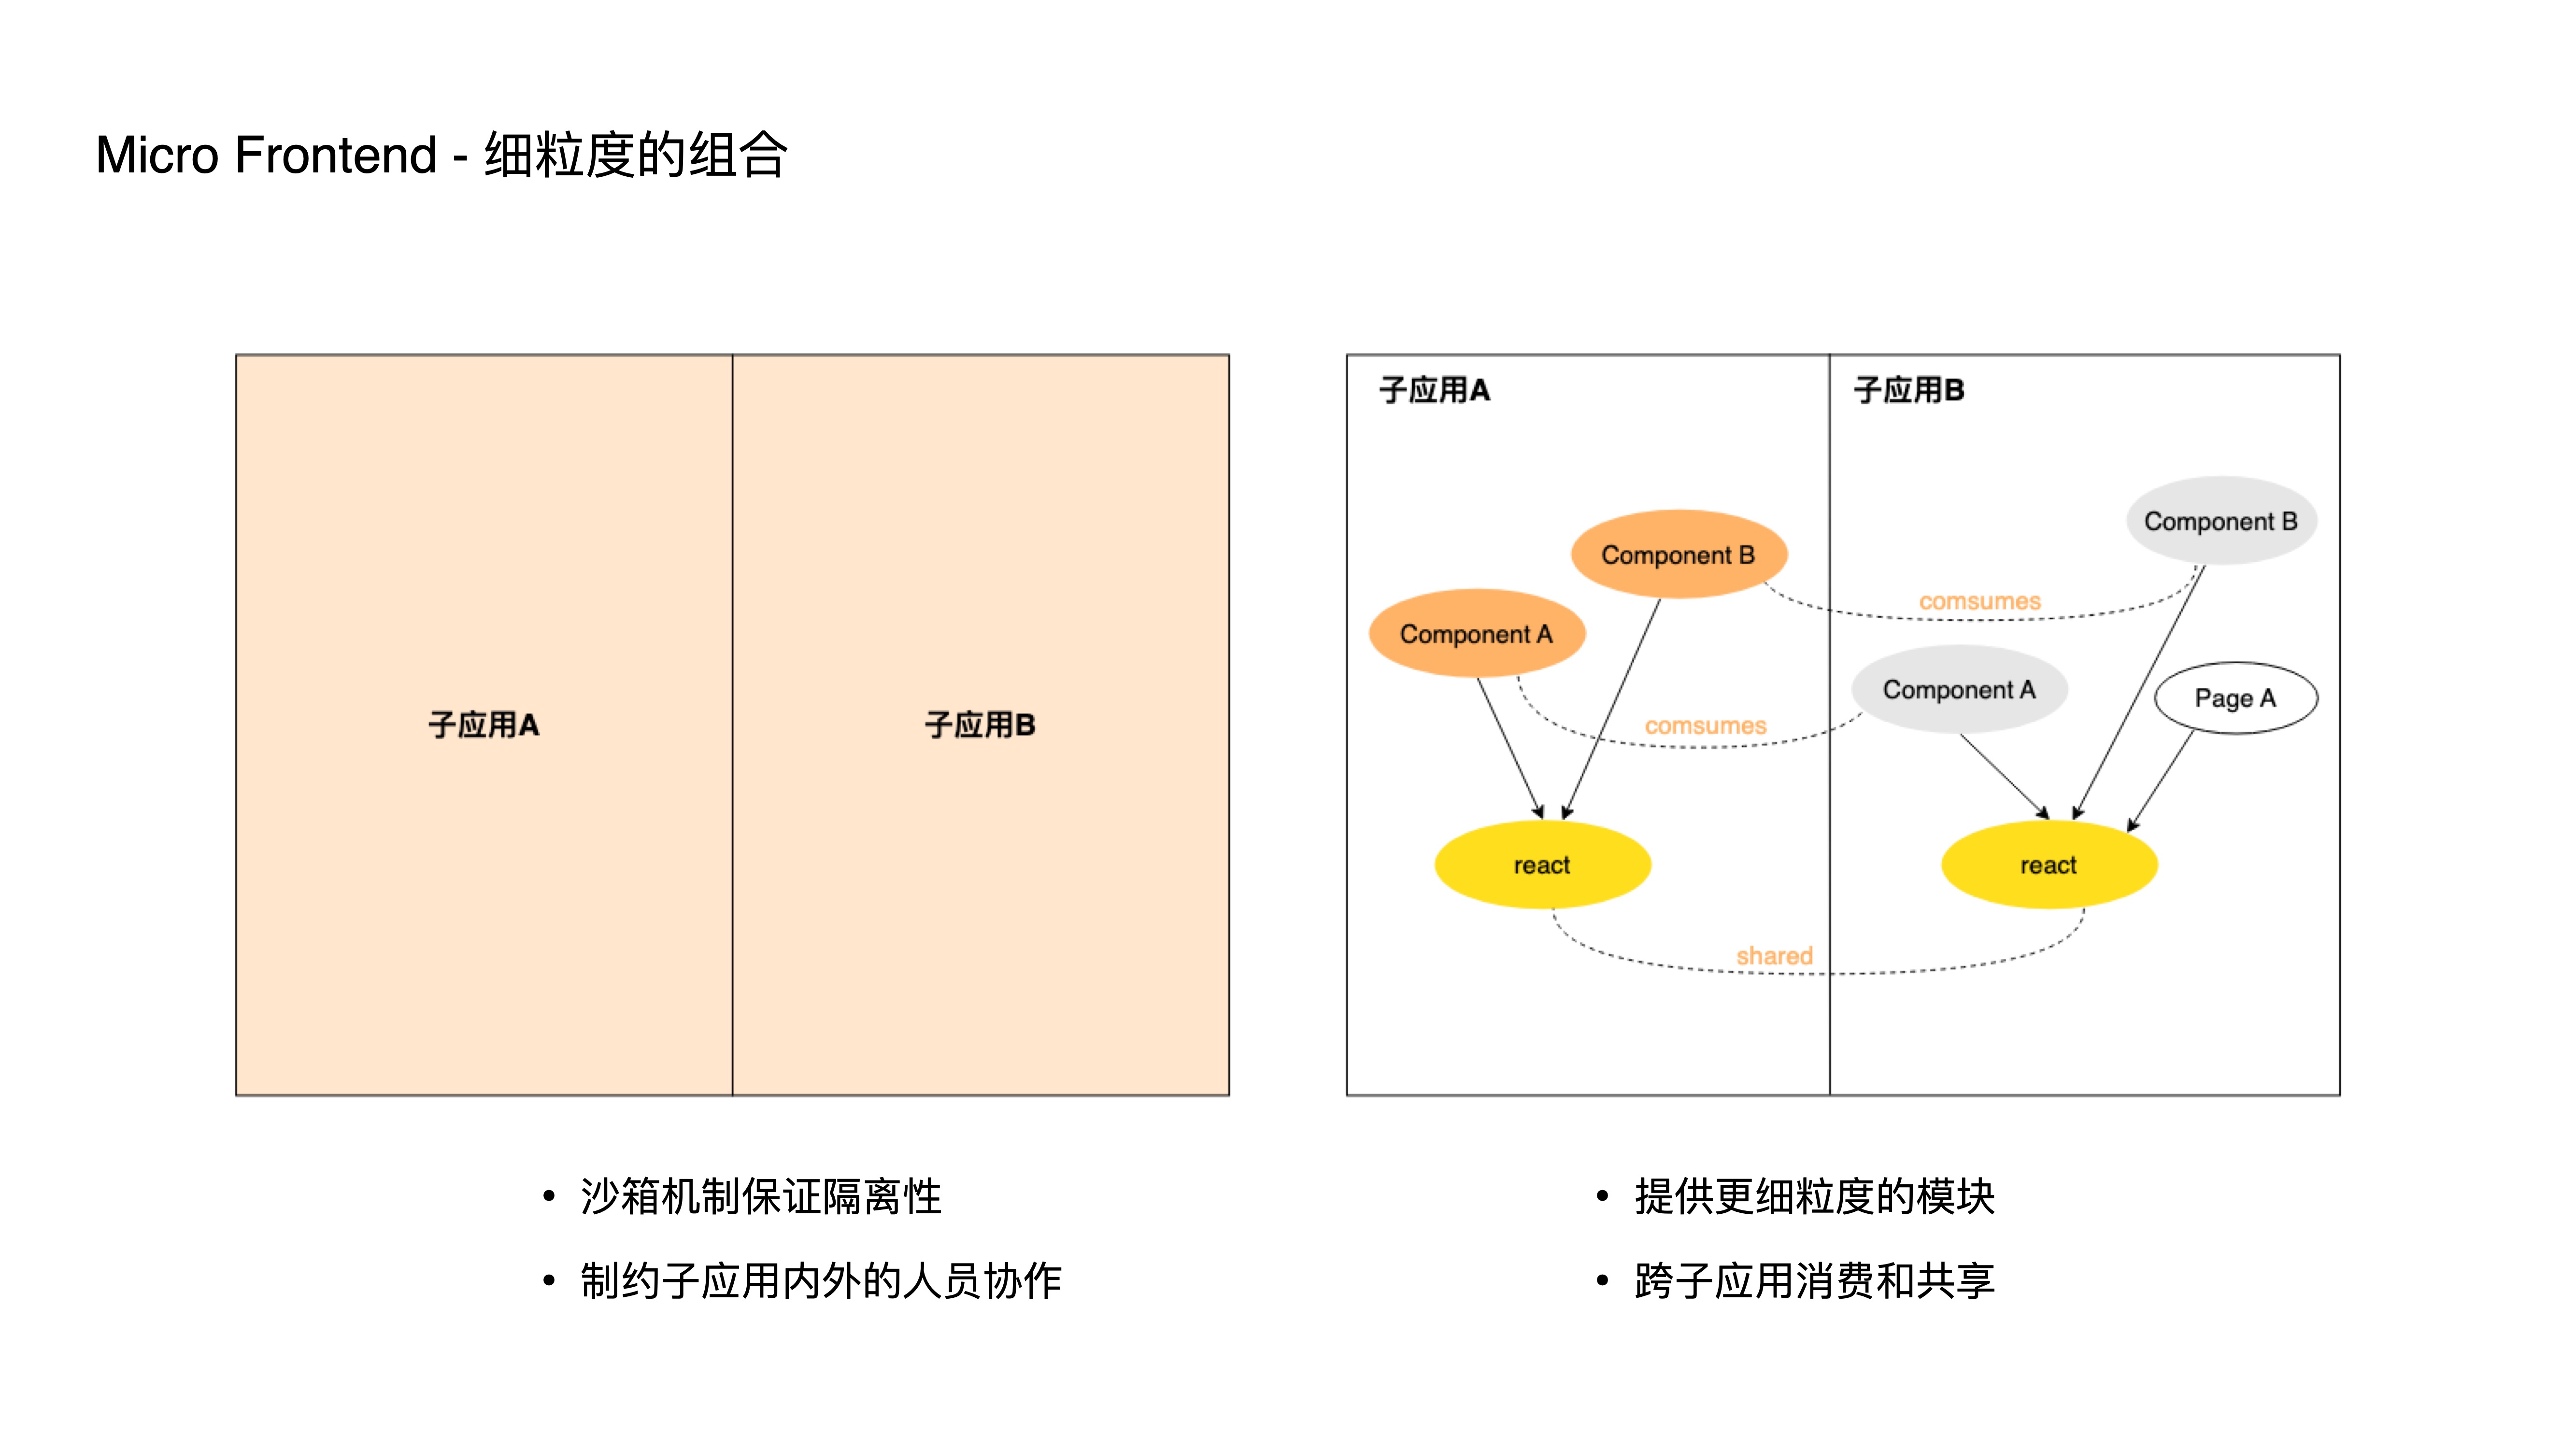 Micro Frontend - 细粒度的组合
子应用A
子应用B
• 沙箱机制保证隔离性
• 制约子应用内外的人员协作
子应用A
子应用B
Component B
Component B
comsumes
Component A
Component A
Page A
comsumes
react
react
shared
• 提供更细粒度的模块
• 跨子应用消费和共享